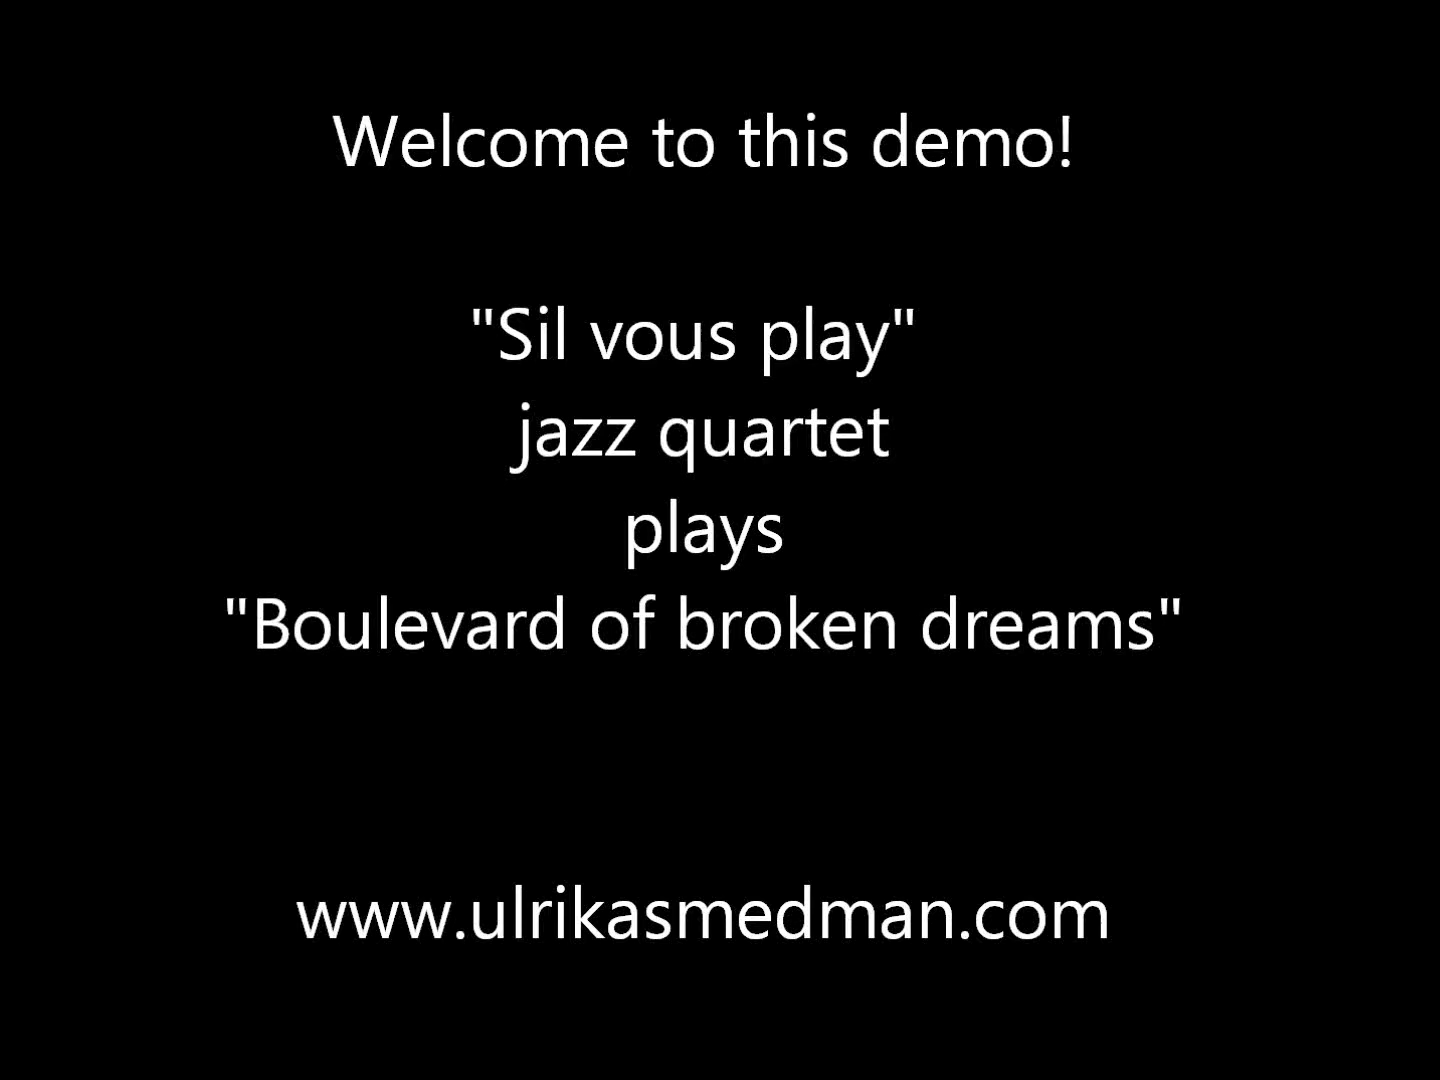 Welcome to this demo!
"Sil vous play"
jazz quartet
plays
"Boulevard of broken dreams"
www.ulrikasmedman.com